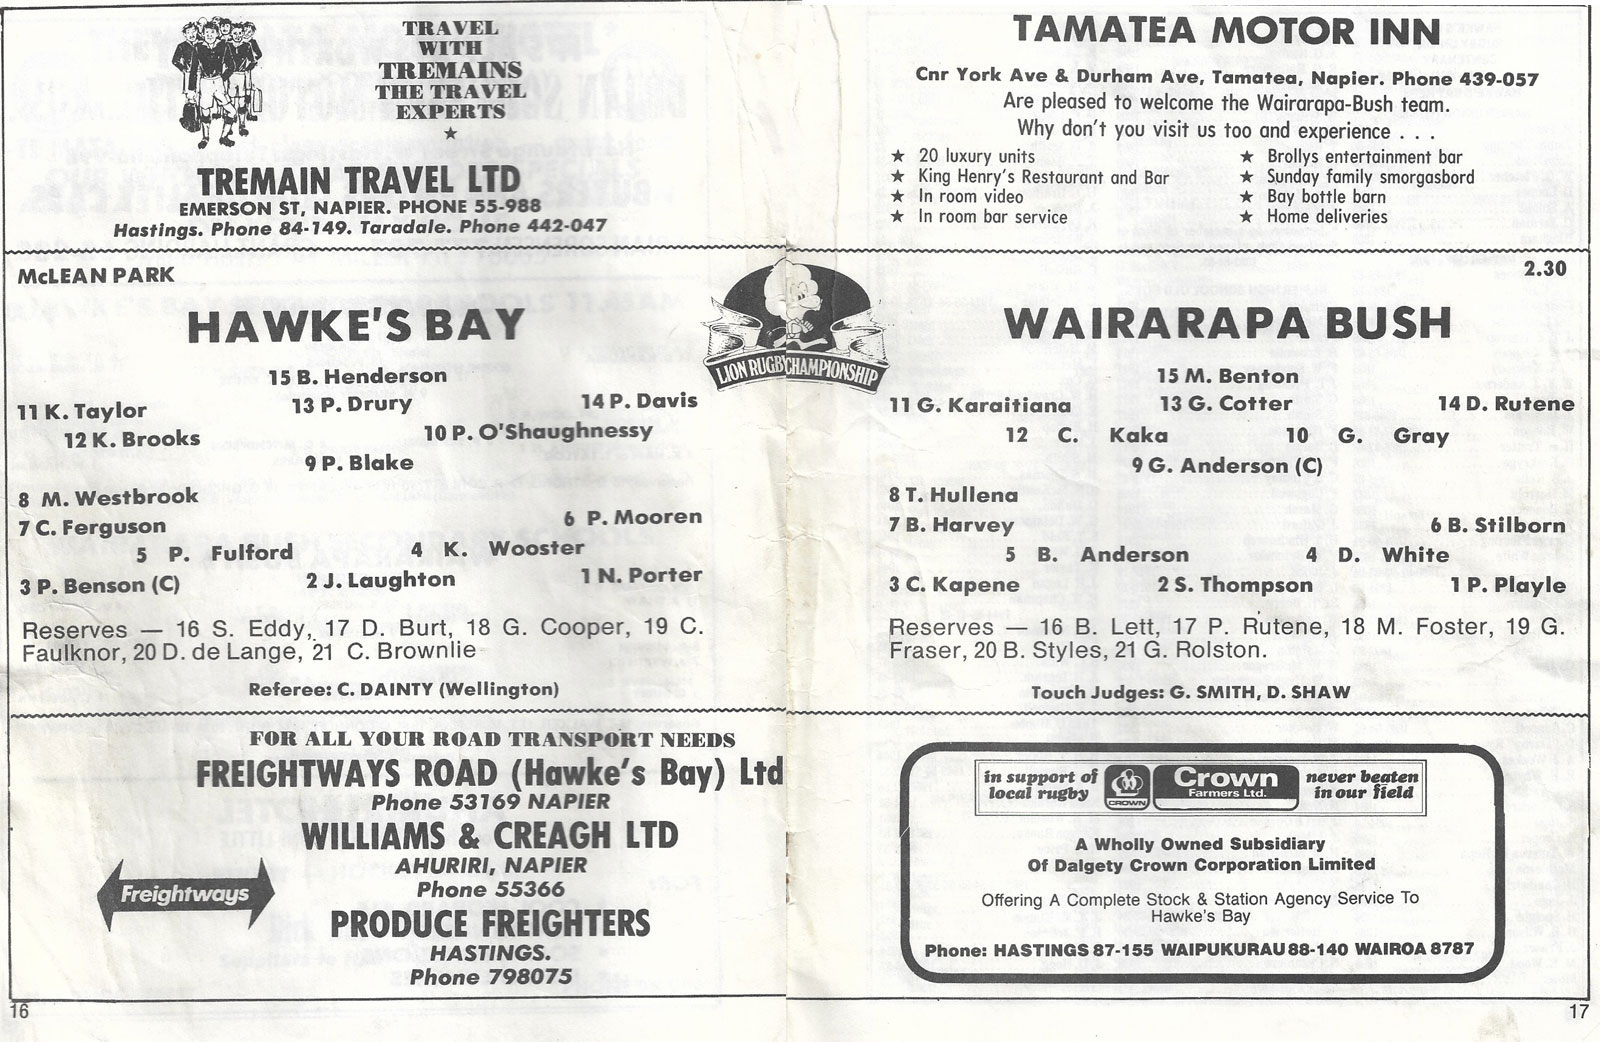 TRAVEL
WITH
TREMAINS
THE TRAVEL
EXPERTS
TREMAIN TRAVEL LTD
EMERSON ST, NAPIER. PHONE 55-988
Hastings. Phone 84-149. Taradale. Phone 442-047
McLEAN PARK
HAWKE'S BAY
15 B. Henderson
11 K. Taylor 13 P. Drury 14 P. Davis
12 K. Brooks 10 P. O'Shaughnessy
9 P. Blake
8 M. Westbrook
7 C. Ferguson 6 P. Mooren
5 P. Fulford 4 K. Wooster
3 P. Benson (C) 2 J. Laughton 1 N. Porter
Reserves — 16 S. Eddy, 17 D. Burt, 18 G. Cooper, 19 C.
Faulknor, 20 D. de Lange, 21 C. Brownlie
Referee: C. DAINTY (Wellington)
FOR ALL YOUR ROAD TRANSPORT NEEDS
FREIGHTWAYS ROAD (Hawke's Bay) Ltd
Phone 53169 NAPIER
WILLIAMS & CREAGH LTD
AHURIRI, NAPIER
Phone 55366
Freightways
PRODUCE FREIGHTERS
HASTINGS.
Phone 798075
16
LION RUGBY CHAMPIONSHIP
TAMATEA MOTOR INN
Cnr York Ave & Durham Ave, Tamatea, Napier. Phone 439-057
Are pleased to welcome the Wairarapa-Bush team.
Why don't you visit us too and experience . . .
★ 20 luxury units ★ Brollys entertainment bar
★ King Henry's Restaurant and Bar ★ Sunday family smorgasbord
★ In room video ★ Bay bottle barn
★ In room bar service ★ Home deliveries
2.30
WAIRARAPA BUSH
15 M. Benton
11 G. Karaitiana 13 G. Cotter 14 D. Rutene
12 C. Kaka 10 G. Gray
9 G. Anderson (C)
8 T. Hullena
7 B. Harvey 6 B. Stilborn
5 B. Anderson 4 D. White
3 C. Kapene 2 S. Thompson 1 P. Playle
Reserves — 16 B. Lett, 17 P. Rutene, 18 M. Foster, 19 G.
Fraser, 20 B. Styles, 21 G. Rolston.
Touch Judges: G. SMITH, D. SHAW
in support of
local rugby
CROWN
Crown
Farmers Ltd.
never beaten
in our field
A Wholly Owned Subsidiary
Of Dalgety Crown Corporation Limited
Offering A Complete Stock & Station Agency Service To
Hawke's Bay
Phone: HASTINGS 87-155 WAIPUKURAU 88-140 WAIROA 8787
17